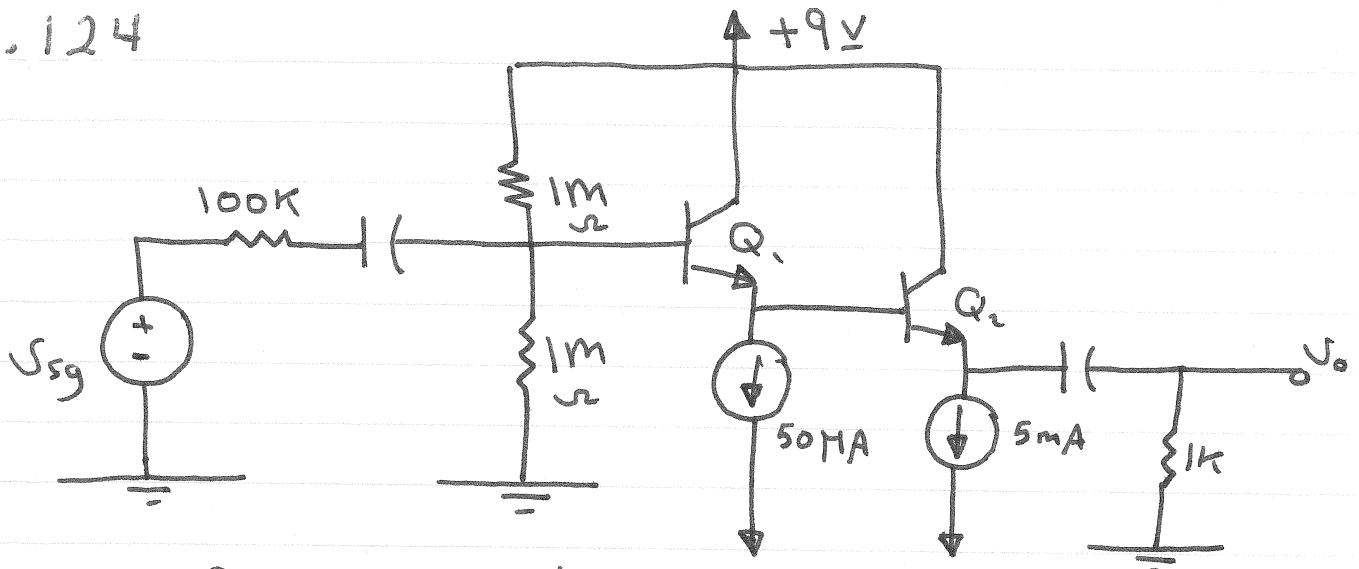 .124
+9V
100K
1M
Ω
Q1
Q2
Vsg
+
-
1M
Ω
50μA
5mA
Vo
1K